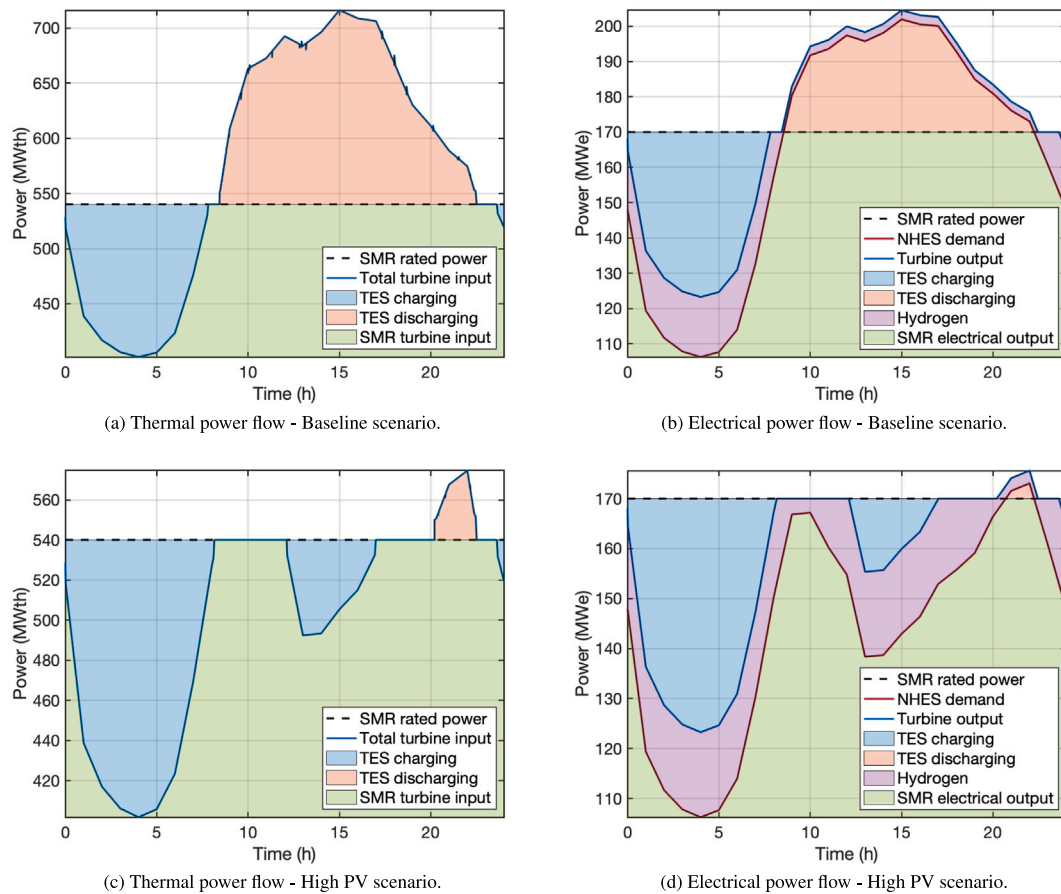 700
650
600
550
500
450
Power (MWth)
SMR rated power
Total turbine input
TES charging
TES discharging
SMR turbine input
0 5 10 15 20
Time (h)
(a) Thermal power flow - Baseline scenario.
200
190
180
170
160
150
140
130
120
110
Power (MWe)
SMR rated power
NHES demand
Turbine output
TES charging
TES discharging
Hydrogen
SMR electrical output
0 5 10 15 20
Time (h)
(b) Electrical power flow - Baseline scenario.
560
540
520
500
480
460
440
420
Power (MWth)
SMR rated power
Total turbine input
TES charging
TES discharging
SMR turbine input
0 5 10 15 20
Time (h)
(c) Thermal power flow - High PV scenario.
170
160
150
140
130
120
110
Power (MWe)
SMR rated power
NHES demand
Turbine output
TES charging
TES discharging
Hydrogen
SMR electrical output
0 5 10 15 20
Time (h)
(d) Electrical power flow - High PV scenario.